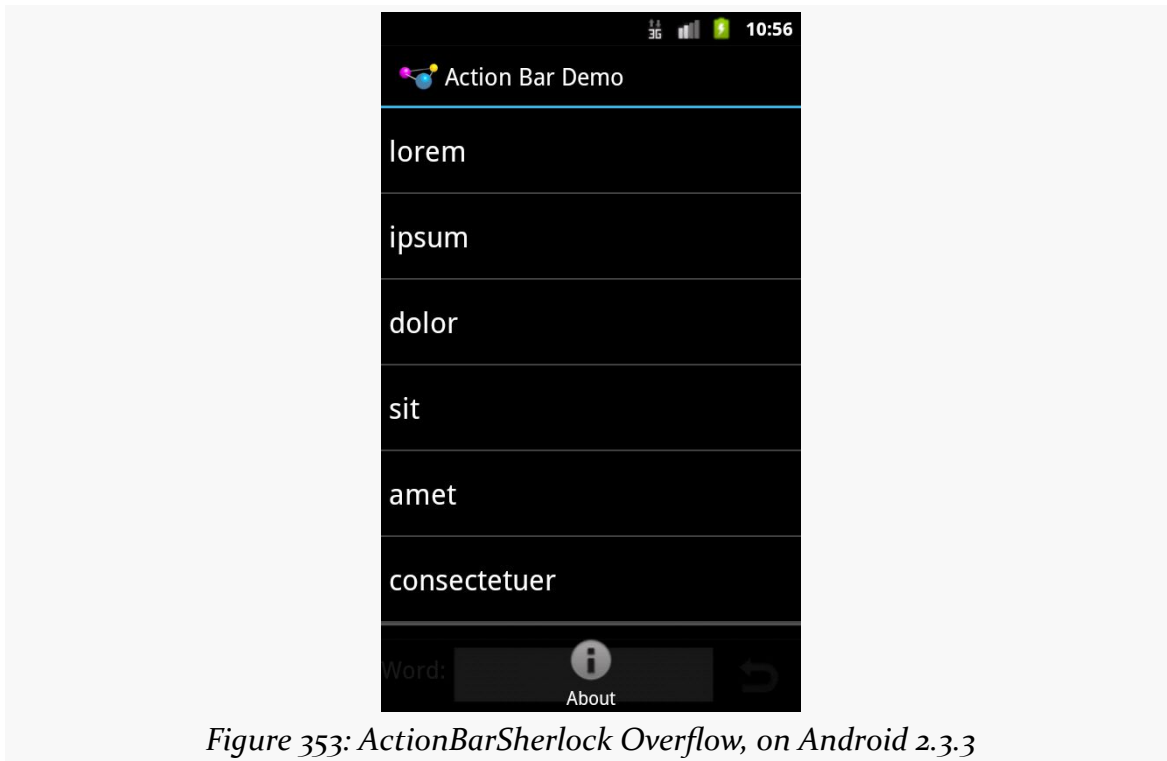 3G 10:56
Action Bar Demo
lorem
ipsum
dolor
sit
amet
consectetuer
Word:
About
Figure 353: ActionBarSherlock Overflow, on Android 2.3.3